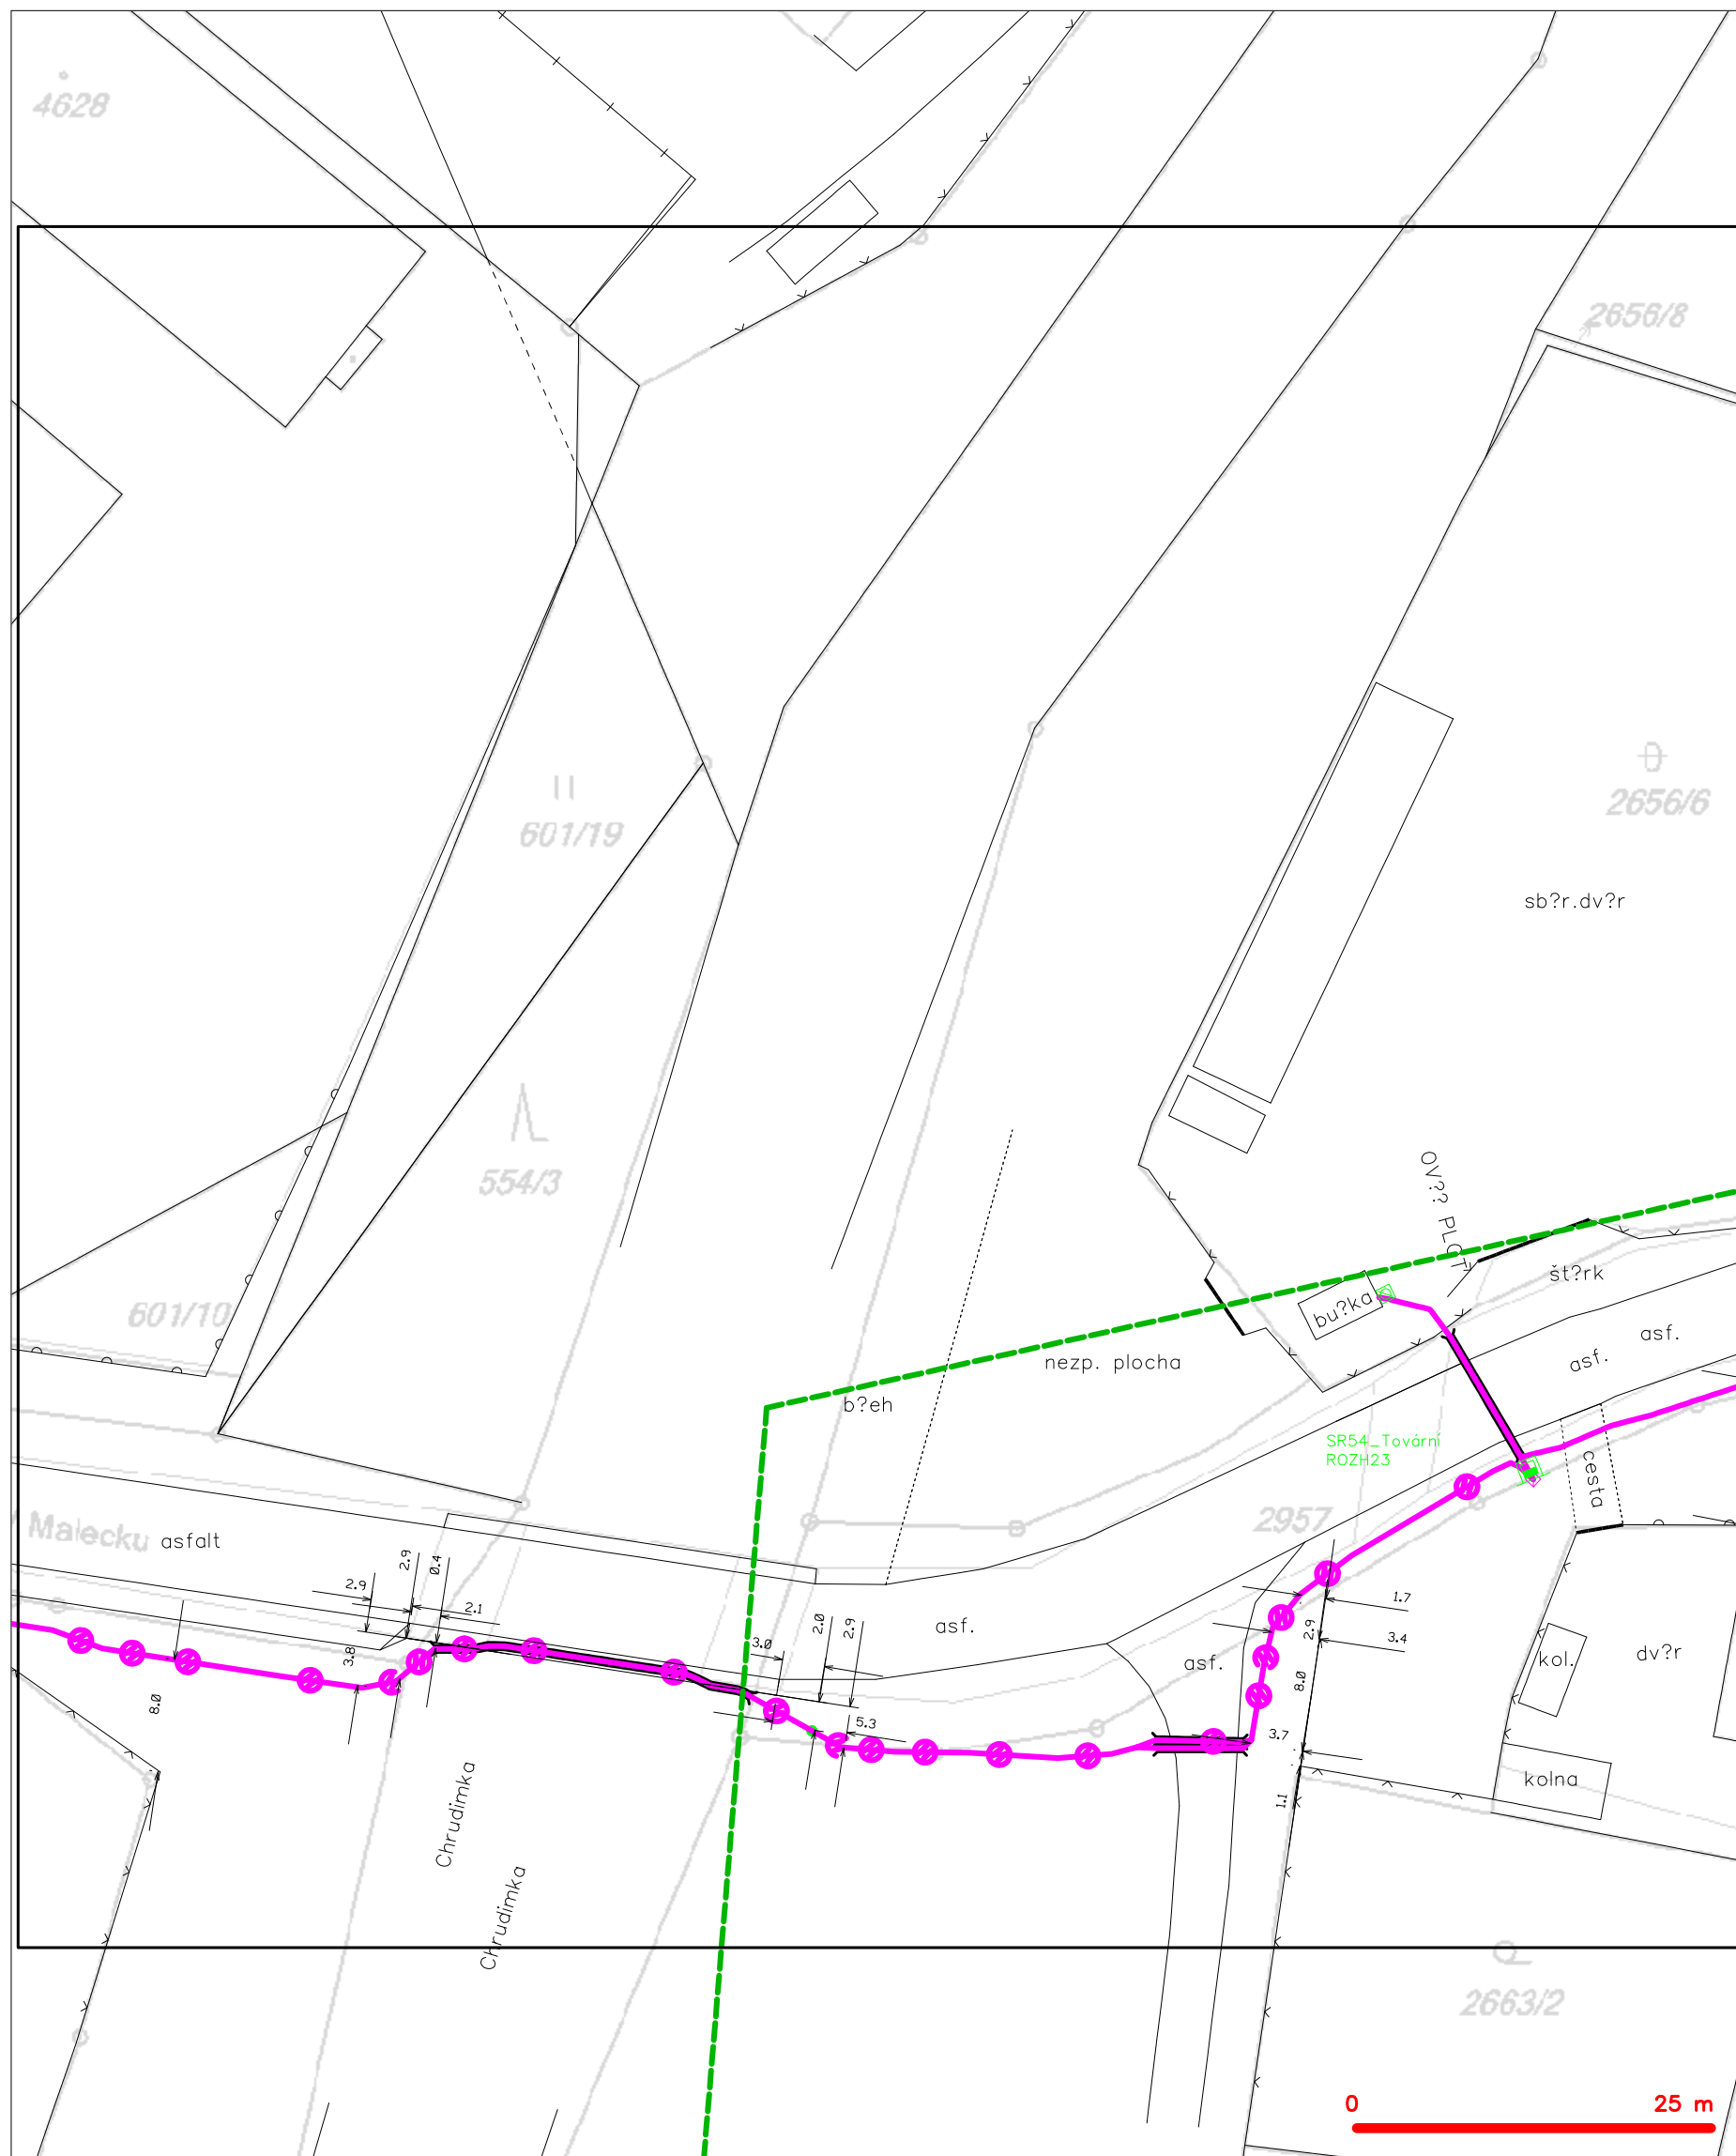 4628
2656/8
2656/6
601/19
sb?r.dv?r
554/3
OV?? PLOT
601/10
št?rk
bu?ka
asf.
asf.
nezp. plocha
b?eh
SR54_Tovární
ROZH23
cesta
2957
Malecku
asfalt
2.9
2.9
0.4
2.1
3.8
8.0
3.0
2.0
2.9
5.3
asf.
asf.
1.7
2.9
3.4
8.0
3.7
1.1
kol.
dv?r
kolna
Chrudimka
Chrudimka
2663/2
0 25 m